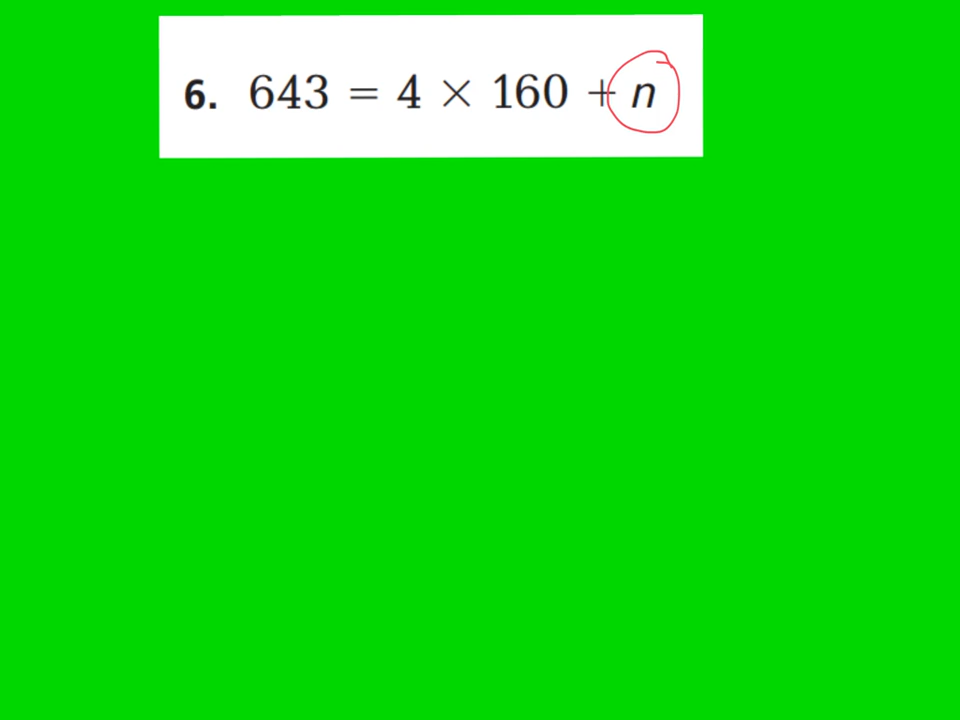 6. 643 = 4 × 160 + n